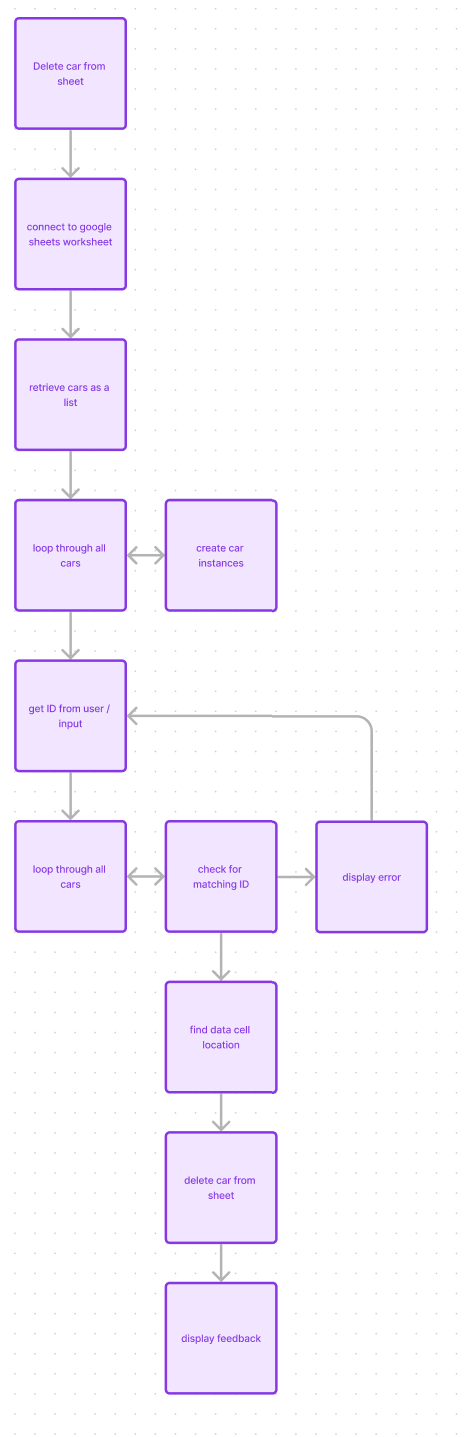 Delete car from
sheet
connect to google
sheets worksheet
retrieve cars as a
list
loop through all
cars
create car
instances
get ID from user /
input
loop through all
cars
check for
matching ID
display error
find data cell
location
delete car from
sheet
display feedback